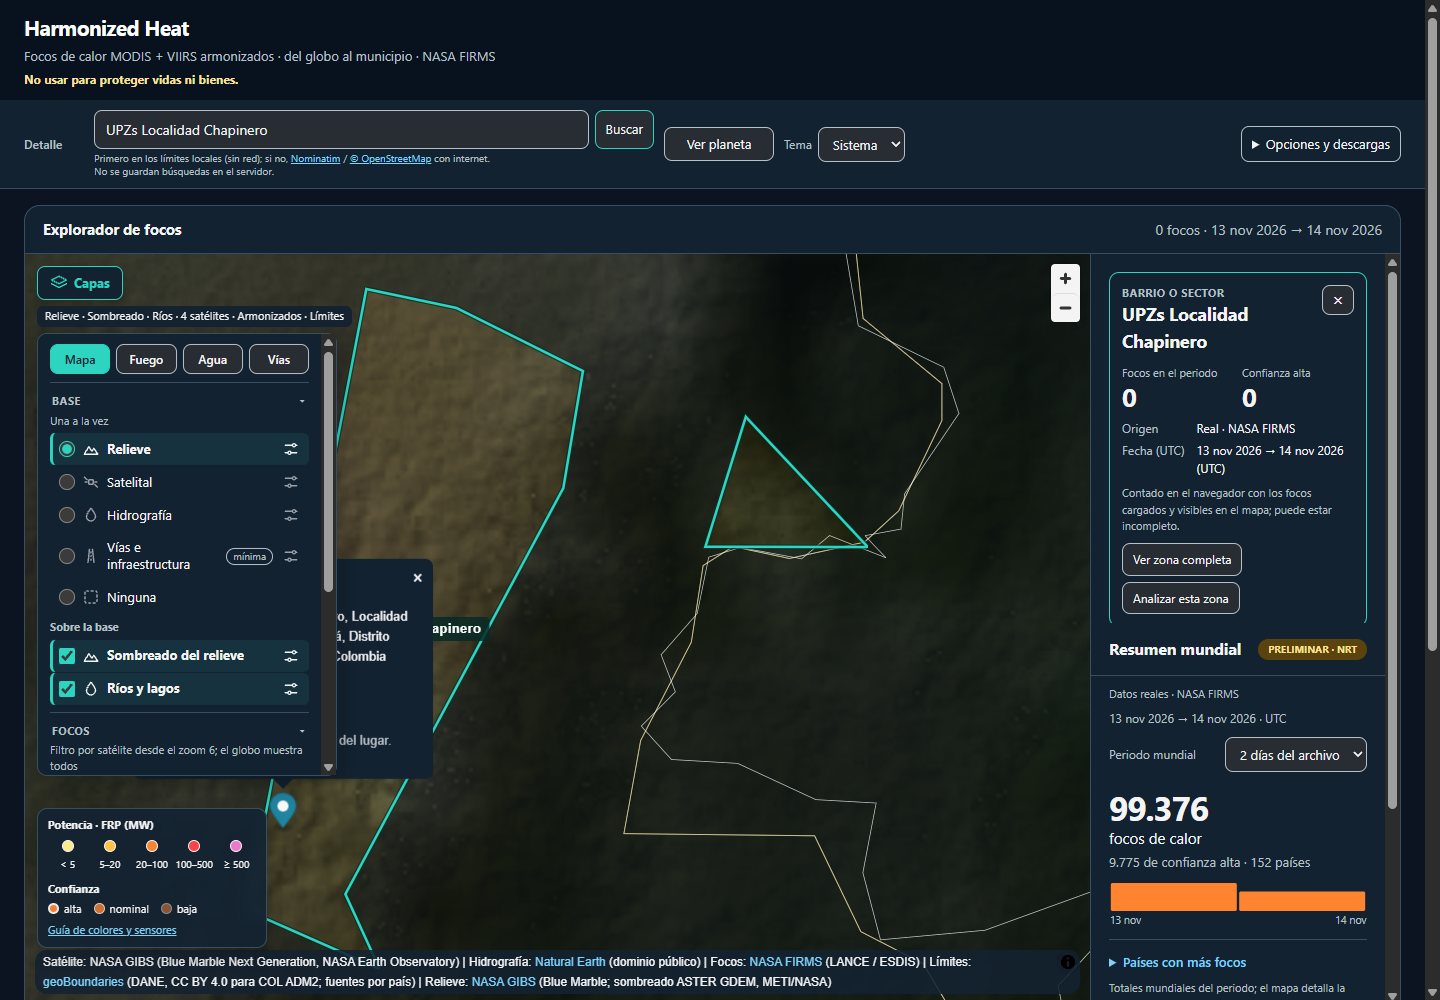 Harmonized Heat
Focos de calor MODIS + VIIRS armonizados · del globo al municipio · NASA FIRMS
No usar para proteger vidas ni bienes.
Detalle
UPZs Localidad Chapinero
Buscar
Ver planeta
Tema
Sistema
▶ Opciones y descargas
Primero en los límites locales (sin red); si no, Nominatim / © OpenStreetMap con internet.
No se guardan búsquedas en el servidor.
Explorador de focos
0 focos · 13 nov 2026 → 14 nov 2026
Capas
Relieve · Sombreado · Ríos · 4 satélites · Armonizados · Límites
Mapa
Fuego
Agua
Vías
BASE
Una a la vez
Relieve
Satelital
Hidrografía
Vías e
infraestructura
mínima
Ninguna
Sobre la base
Sombreado del relieve
Ríos y lagos
FOCOS
Filtro por satélite desde el zoom 6; el globo muestra
todos
×
o, Localidad
á, Distrito
Colombia
del lugar.
apinero
Potencia · FRP (MW)
< 5
5–20
20–100
100–500
≥ 500
Confianza
alta
nominal
baja
Guía de colores y sensores
+
−
Satélite: NASA GIBS (Blue Marble Next Generation, NASA Earth Observatory) | Hidrografía: Natural Earth (dominio público) | Focos: NASA FIRMS (LANCE / ESDIS) | Límites:
geoBoundaries (DANE, CC BY 4.0 para COL ADM2; fuentes por país) | Relieve: NASA GIBS (Blue Marble; sombreado ASTER GDEM, METI/NASA)
BARRIO O SECTOR
UPZs Localidad
Chapinero
×
Focos en el periodo
Confianza alta
0
0
Origen
Real · NASA FIRMS
Fecha (UTC)
13 nov 2026 → 14 nov 2026
(UTC)
Contado en el navegador con los focos
cargados y visibles en el mapa; puede estar
incompleto.
Ver zona completa
Analizar esta zona
Resumen mundial
PRELIMINAR · NRT
Datos reales · NASA FIRMS
13 nov 2026 → 14 nov 2026 · UTC
Periodo mundial
2 días del archivo
99.376
focos de calor
9.775 de confianza alta · 152 países
13 nov
14 nov
▶ Países con más focos
Totales mundiales del periodo; el mapa detalla la